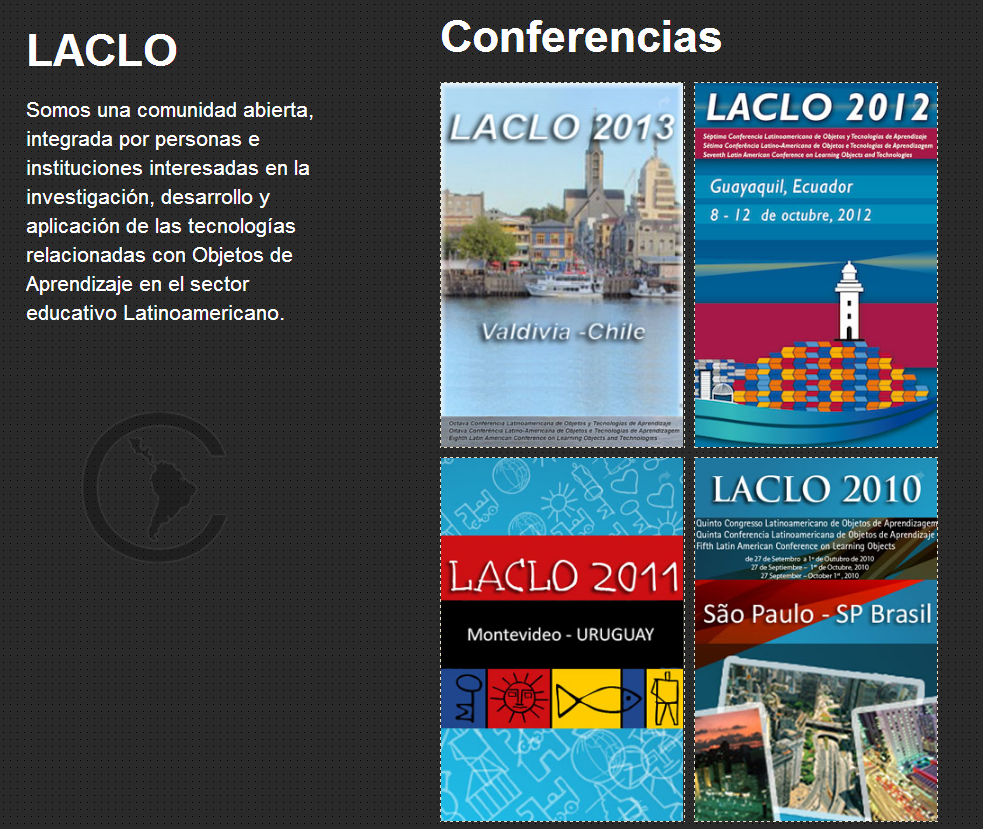 LACLO
Somos una comunidad abierta,
integrada por personas e
instituciones interesadas en la
investigación, desarrollo y
aplicación de las tecnologías
relacionadas con Objetos de
Aprendizaje en el sector
educativo Latinoamericano.
Conferencias
LACLO 2013
Valdivia -Chile
Octava Conferencia Latinoamericana de Objetos y Tecnologías de Aprendizaje
Oitava Conferência Latino-Americana de Objetos e Tecnologias de Aprendizagem
Eighth Latin American Conference on Learning Objects and Technologies
LACLO 2012
Séptima Conferencia Latinoamericana de Objetos y Tecnologías de Aprendizaje
Sétima Conferência Latino-Americana de Objetos e Tecnologias de Aprendizagem
Seventh Latin American Conference on Learning Objects and Technologies
Guayaquil, Ecuador
8 - 12 de octubre, 2012
LACLO 2011
Montevideo - URUGUAY
LACLO 2010
Quinto Congresso Latinoamericano de Objetos de Aprendizagem
Quinta Conferencia Latinoamericana de Objetos de Aprendizaje
Fifth Latin American Conference on Learning Objects
de 27 de Setembro a 1º de Outubro de 2010
27 de Septiembre – 1º de Octubre, 2010
27 September – October 1st, 2010
São Paulo - SP Brasil